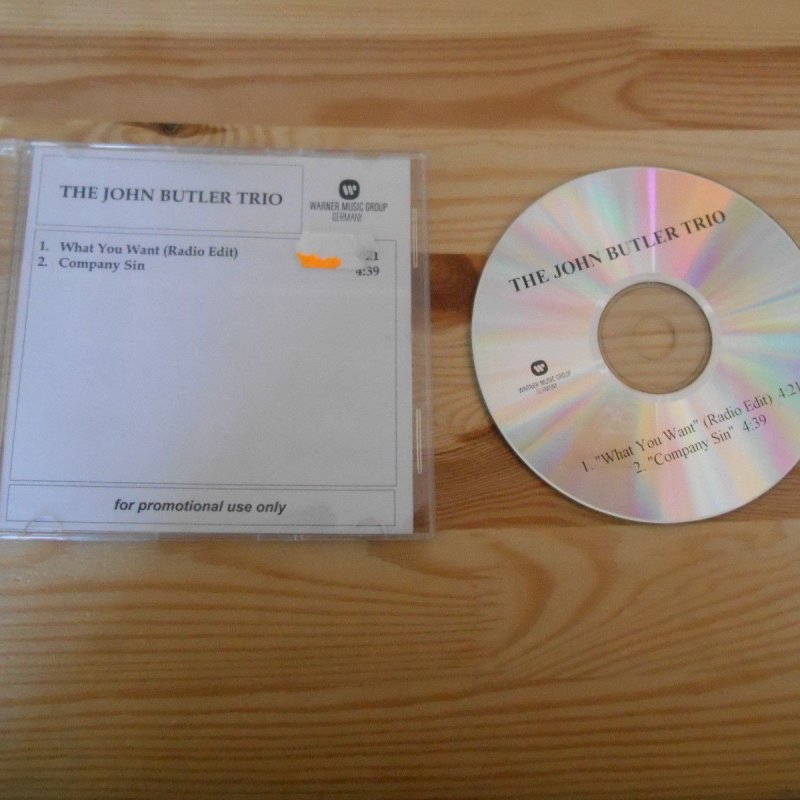 THE JOHN BUTLER TRIO
WARNER MUSIC GROUP
GERMANY
1. What You Want (Radio Edit)
2. Company Sin 4:39
for promotional use only
THE JOHN BUTLER TRIO
WARNER MUSIC GROUP
GERMANY
1. "What You Want" (Radio Edit) 4:21
2. "Company Sin" 4:39